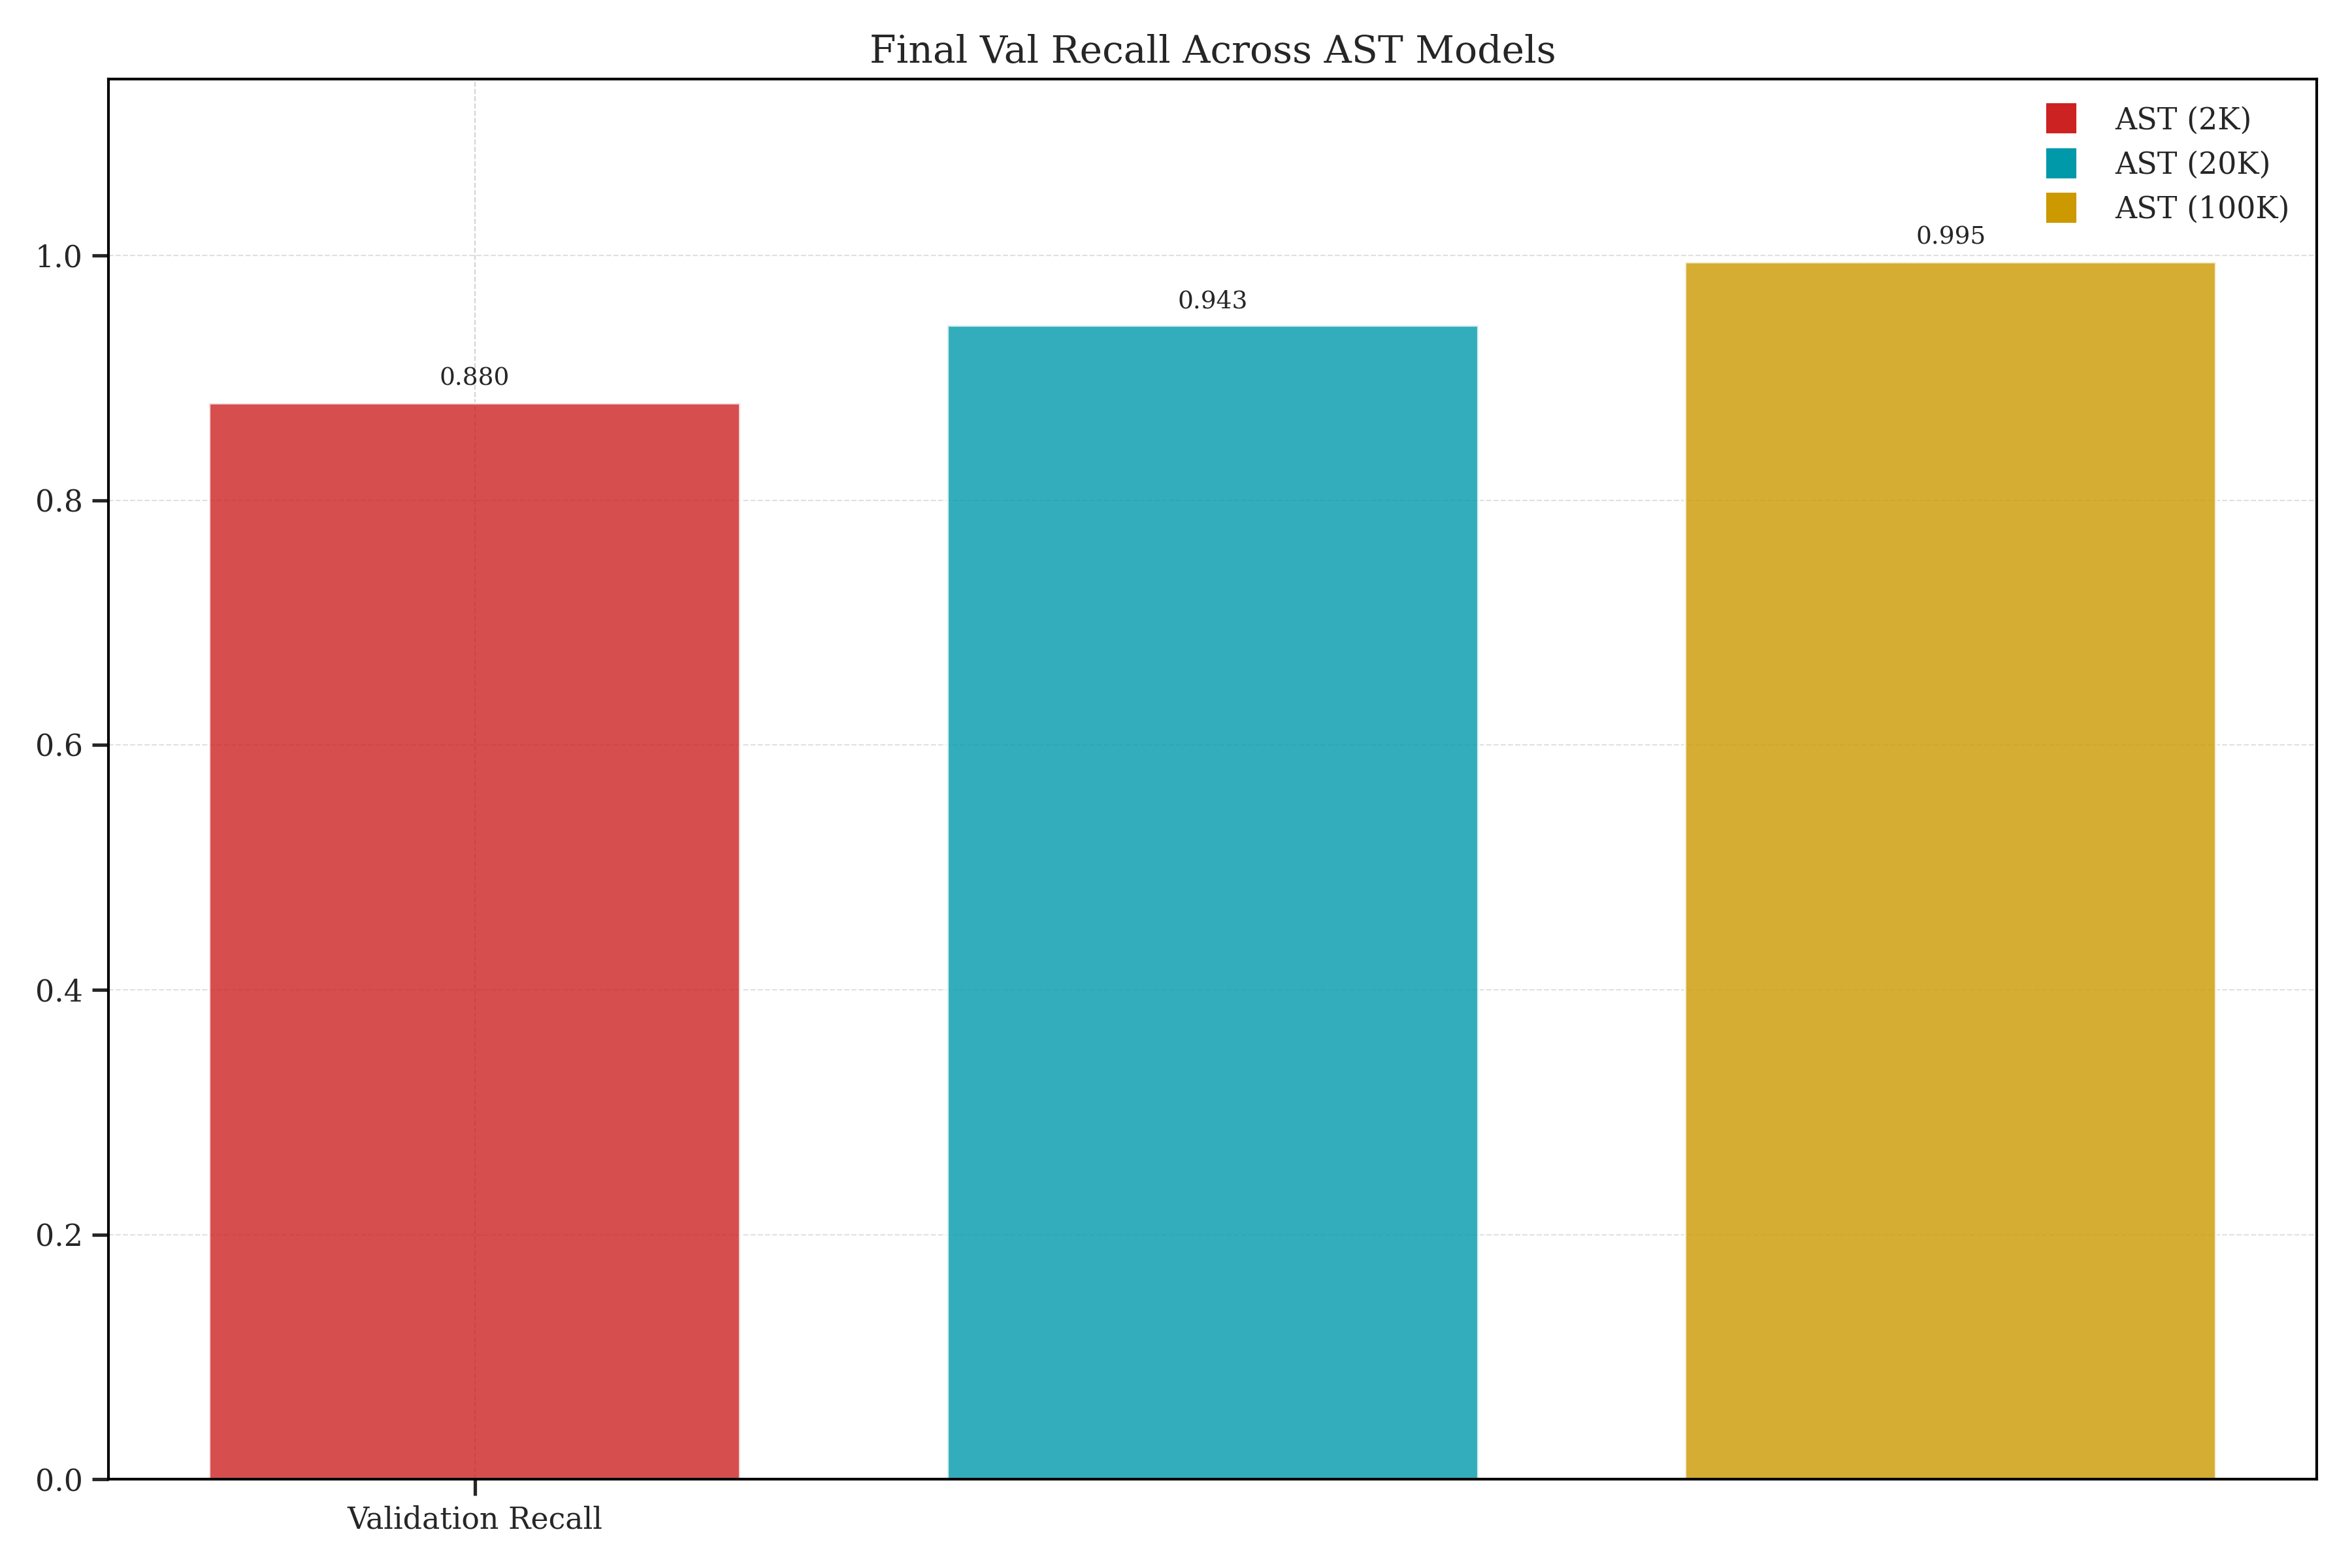 Final Val Recall Across AST Models
AST (2K)
AST (20K)
AST (100K)
0.995
0.943
0.880
1.0
0.8
0.6
0.4
0.2
0.0
Validation Recall